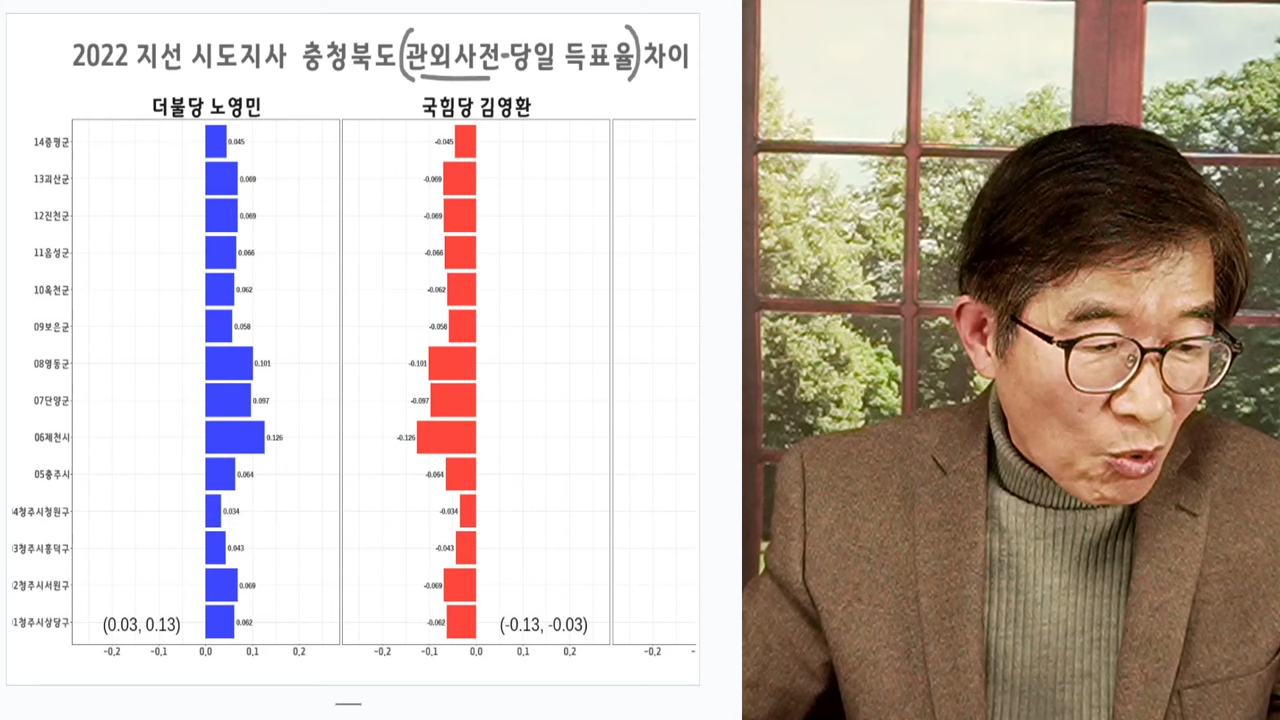 2022 지선 시도지사 충청북도(관외사전-당일 득표율)차이
더불당 노영민 국힘당 김영환
14증평군 0.045 -0.045
13괴산군 0.069 -0.069
12진천군 0.069 -0.069
11음성군 0.066 -0.066
10옥천군 0.062 -0.062
09보은군 0.058 -0.058
08영동군 0.101 -0.101
07단양군 0.097 -0.097
06제천시 0.126 -0.126
05충주시 0.064 -0.064
4청주시청원구 0.034 -0.034
3청주시흥덕구 0.043 -0.043
2청주시서원구 0.069 -0.069
1청주시상당구 0.062 -0.062
(0.03, 0.13) (-0.13, -0.03)
-0.2 -0.1 0.0 0.1 0.2 -0.2 -0.1 0.0 0.1 0.2 -0.2